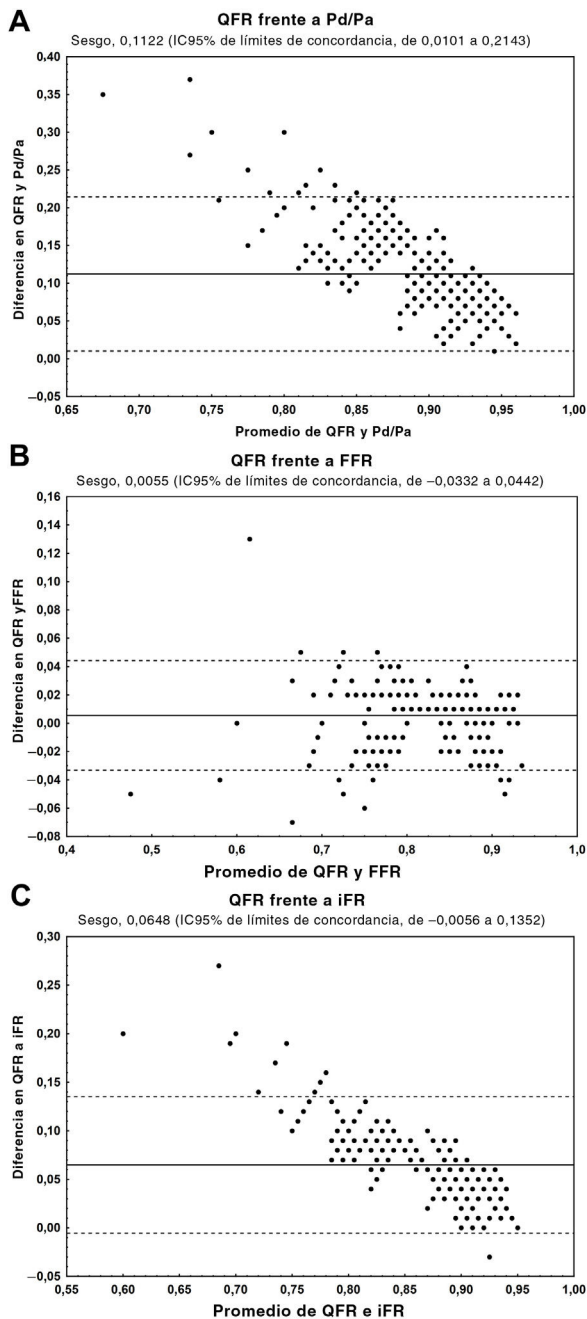 A
QFR frente a Pd/Pa
Sesgo, 0,1122 (IC95% de límites de concordancia, de 0,0101 a 0,2143)
Diferencia en QFR y Pd/Pa
0,40
0,35
0,30
0,25
0,20
0,15
0,10
0,05
0,00
−0,05
0,65 0,70 0,75 0,80 0,85 0,90 0,95 1,00
Promedio de QFR y Pd/Pa
B
QFR frente a FFR
Sesgo, 0,0055 (IC95% de límites de concordancia, de −0,0332 a 0,0442)
Diferencia en QFR yFFR
0,16
0,14
0,12
0,10
0,08
0,06
0,04
0,02
0,00
−0,02
−0,04
−0,06
−0,08
0,4 0,5 0,6 0,7 0,8 0,9 1,0
Promedio de QFR y FFR
C
QFR frente a iFR
Sesgo, 0,0648 (IC95% de límites de concordancia, de −0,0056 a 0,1352)
Diferencia en QFR a iFR
0,30
0,25
0,20
0,15
0,10
0,05
0,00
−0,05
0,55 0,60 0,65 0,70 0,75 0,80 0,85 0,90 0,95 1,00
Promedio de QFR e iFR